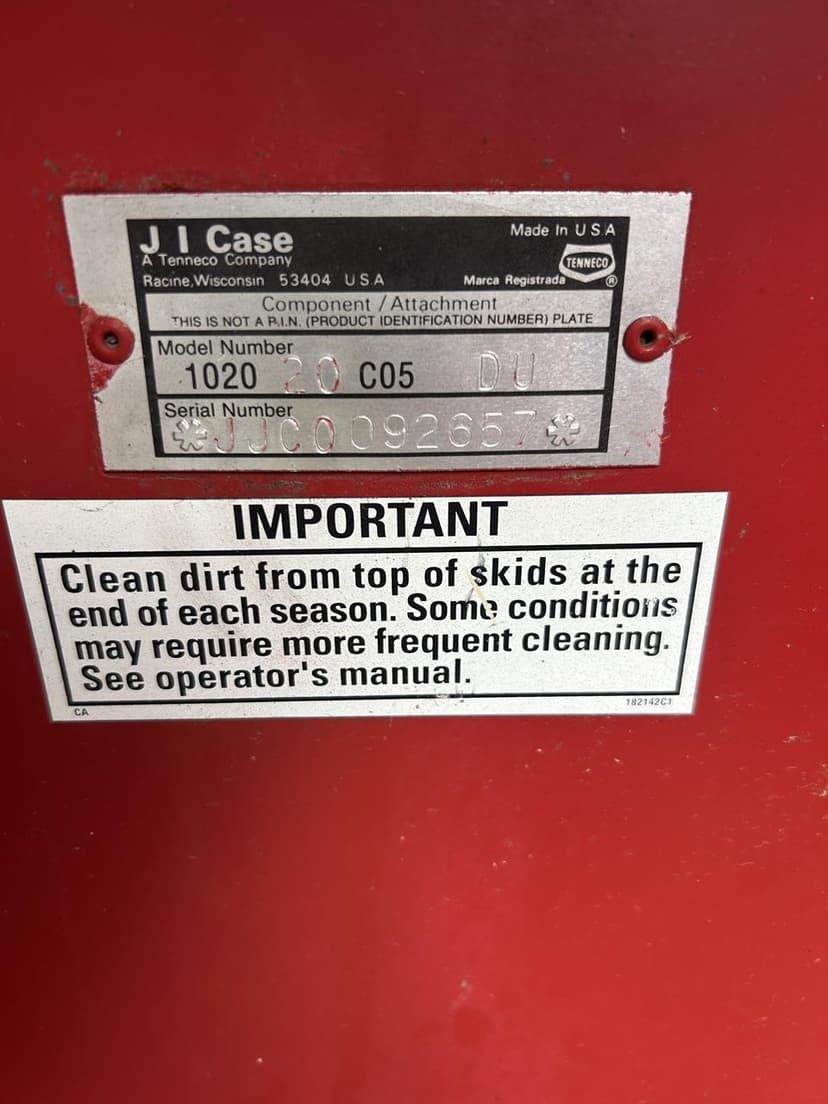 J I Case
Made In U S A
A Tenneco Company
TENNECO
Racine, Wisconsin 53404 U S A
Marca Registrada ®
Component / Attachment
THIS IS NOT A P.I.N. (PRODUCT IDENTIFICATION NUMBER) PLATE
Model Number
1020 20 C05 DU
Serial Number
*JJC0092657*
IMPORTANT
Clean dirt from top of skids at the
end of each season. Some conditions
may require more frequent cleaning.
See operator's manual.
CA
182142C1